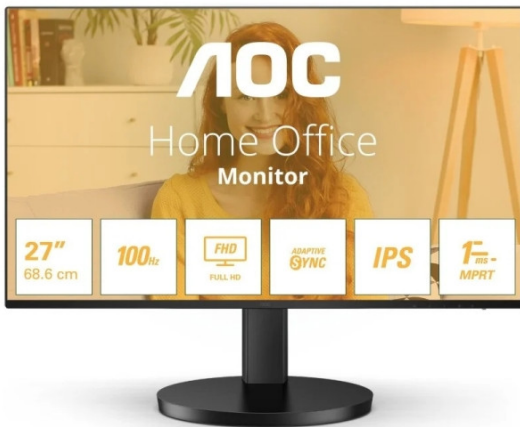 AOC
Home Office
Monitor
27"
68.6 cm
100Hz
FHD
FULL HD
ADAPTIVE
SYNC
IPS
1ms
MPRT